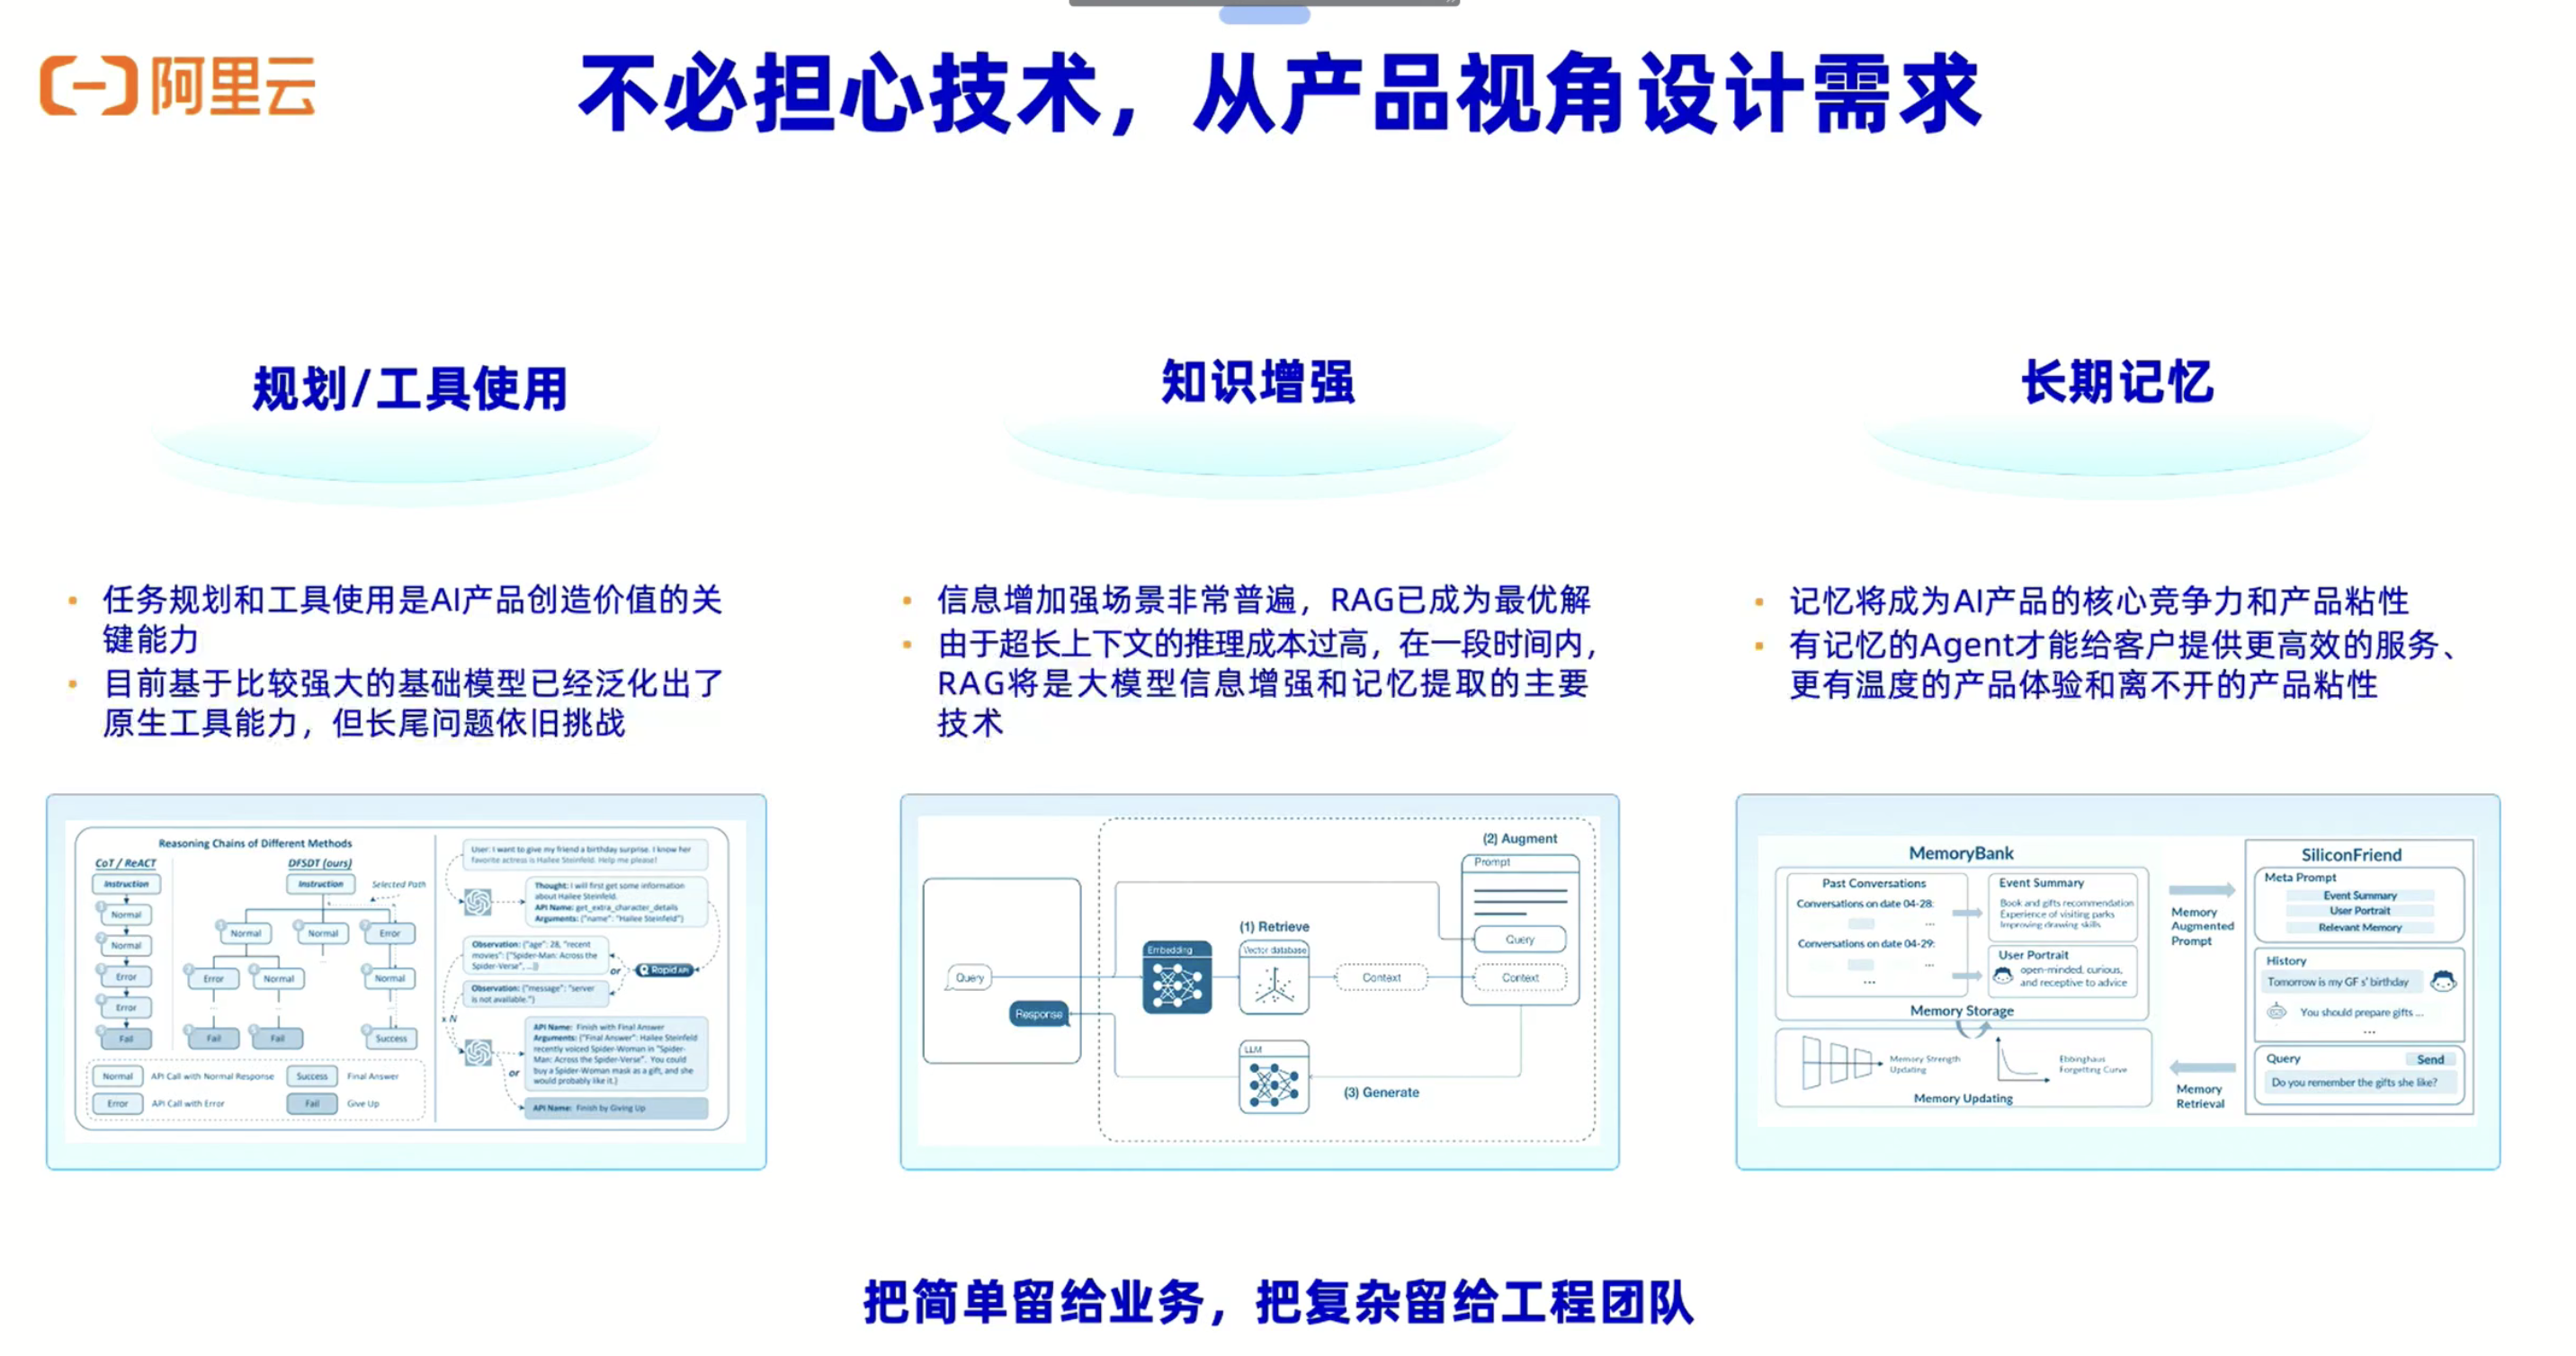 阿里云
不必担心技术，从产品视角设计需求
规划/工具使用
任务规划和工具使用是AI产品创造价值的关
键能力
目前基于比较强大的基础模型已经泛化出了
原生工具能力，但长尾问题依旧挑战
Reasoning Chains of Different Methods
CoT / ReACT
DFSDT (ours)
Instruction
Instruction
Selected Path
Normal
Normal
Normal
Error
Normal
Error
Error
Normal
Normal
Error
Fail
Fail
Fail
Success
Normal
API Call with Normal Response
Success
Final Answer
Error
API Call with Error
Fail
Give Up
User: I want to give my friend a birthday surprise. I know her
favorite actress is Hailee Steinfeld. Help me please!
Thought: I will first get some information
about Hailee Steinfeld.
API Name: get_extra_character_details
Arguments: {"name": "Hailee Steinfeld"}
Observation: {"age": 28, "recent
movies": ["Spider-Man: Across the
Spider-Verse", ...]}
or
Rapid API
Observation: {"message": "server
is not available."}
x N
API Name: Finish with Final Answer
Arguments: {"Final Answer": Hailee Steinfeld
recently voiced Spider-Woman in "Spider-
Man: Across the Spider-Verse". You could
buy a Spider-Woman mask as a gift, and she
would probably like it.}
or
API Name: Finish by Giving Up
知识增强
信息增加强场景非常普遍，RAG已成为最优解
由于超长上下文的推理成本过高，在一段时间内，
RAG将是大模型信息增强和记忆提取的主要
技术
(2) Augment
Prompt
(1) Retrieve
Query
Embedding
Vector database
Query
Context
Context
Response
LLM
(3) Generate
长期记忆
记忆将成为AI产品的核心竞争力和产品粘性
有记忆的Agent才能给客户提供更高效的服务、
更有温度的产品体验和离不开的产品粘性
MemoryBank
Past Conversations
Conversations on date 04-28:
...
Conversations on date 04-29:
...
...
Event Summary
Book and gifts recommendation
Experience of visiting parks
Improving drawing skills
User Portrait
open-minded, curious,
and receptive to advice
Memory Storage
Memory Strength
Updating
Ebbinghaus
Forgetting Curve
Memory Updating
Memory
Augmented
Prompt
Memory
Retrieval
SiliconFriend
Meta Prompt
Event Summary
User Portrait
Relevant Memory
History
Tomorrow is my GF s' birthday
You should prepare gifts ...
...
Query
Send
Do you remember the gifts she like?
把简单留给业务，把复杂留给工程团队